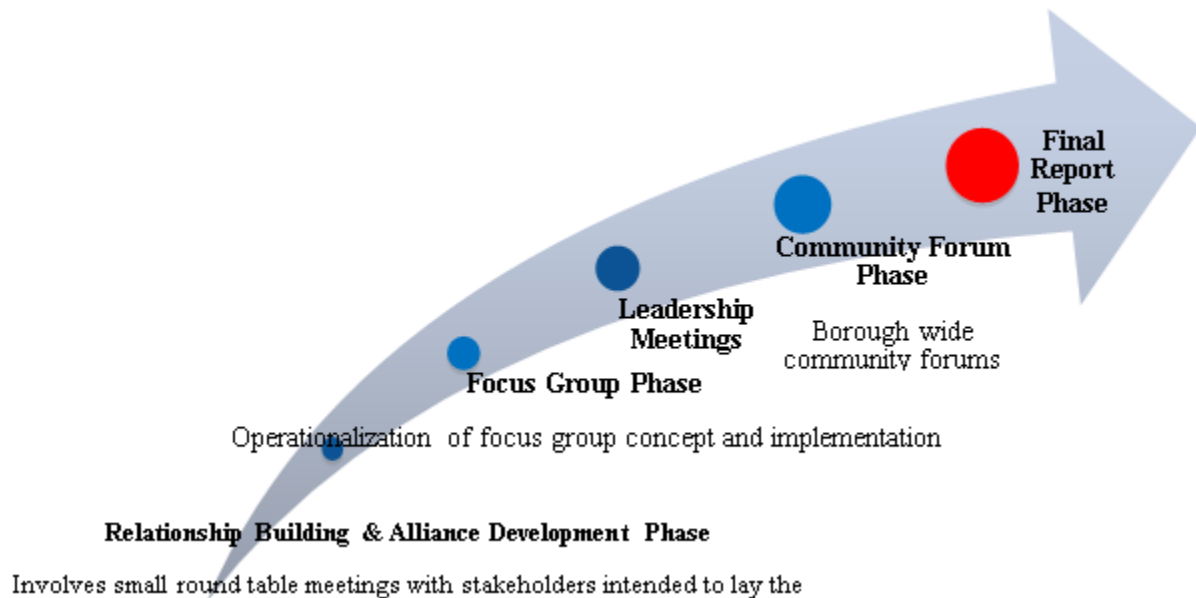 Final
Report
Phase
Community Forum
Phase
Borough wide
community forums
Leadership
Meetings
Focus Group Phase
Operationalization of focus group concept and implementation
Relationship Building & Alliance Development Phase
Involves small round table meetings with stakeholders intended to lay the